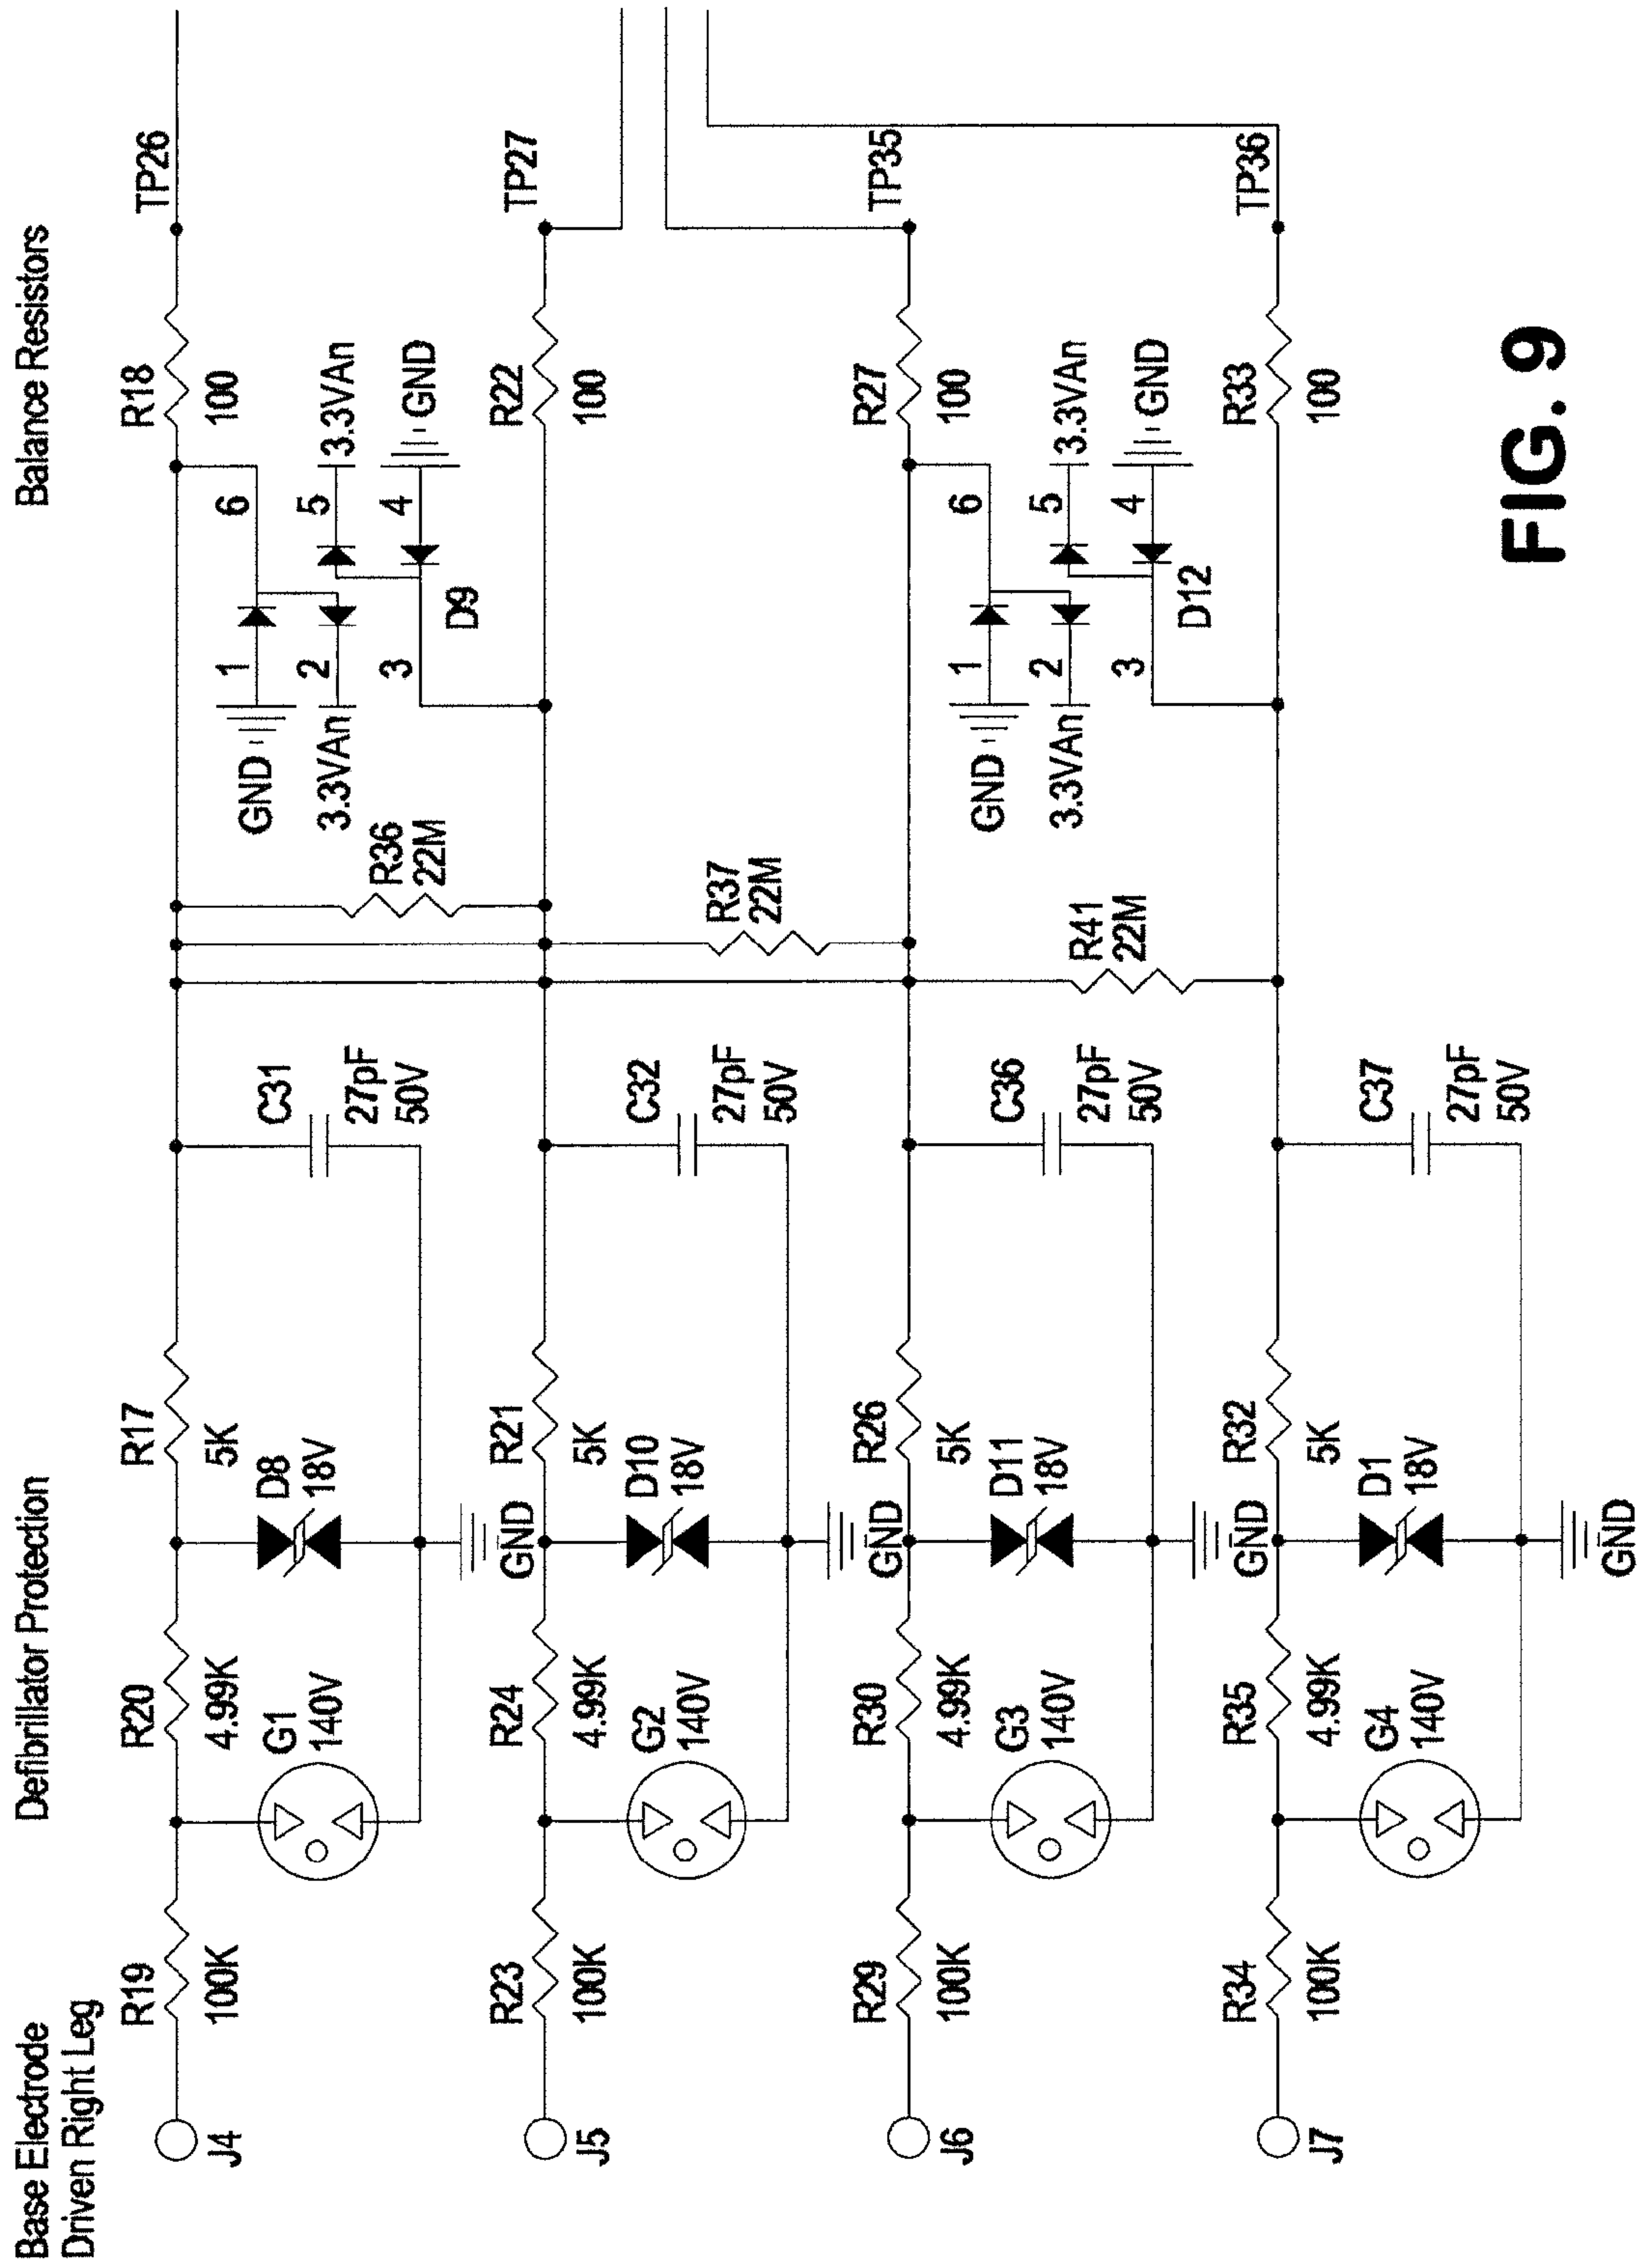 Base Electrode
Driven Right Leg
Defibrillator Protection
Balance Resistors
J4
R19
100K
G1
140V
R20
4.99K
D8
18V
R17
5K
C31
27pF
50V
R36
22M
GND
3.3VAn
1
2
3
6
5
4
3.3VAn
GND
D9
R18
100
TP26
J5
R23
100K
G2
140V
R24
4.99K
GND
D10
18V
R21
5K
C32
27pF
50V
R37
22M
R22
100
TP27
J6
R29
100K
G3
140V
R30
4.99K
GND
D11
18V
R26
5K
C36
27pF
50V
R41
22M
GND
3.3VAn
1
2
3
6
5
4
3.3VAn
GND
D12
R27
100
TP35
J7
R34
100K
G4
140V
R35
4.99K
GND
D1
18V
R32
5K
C37
27pF
50V
R33
100
TP36
GND
FIG. 9